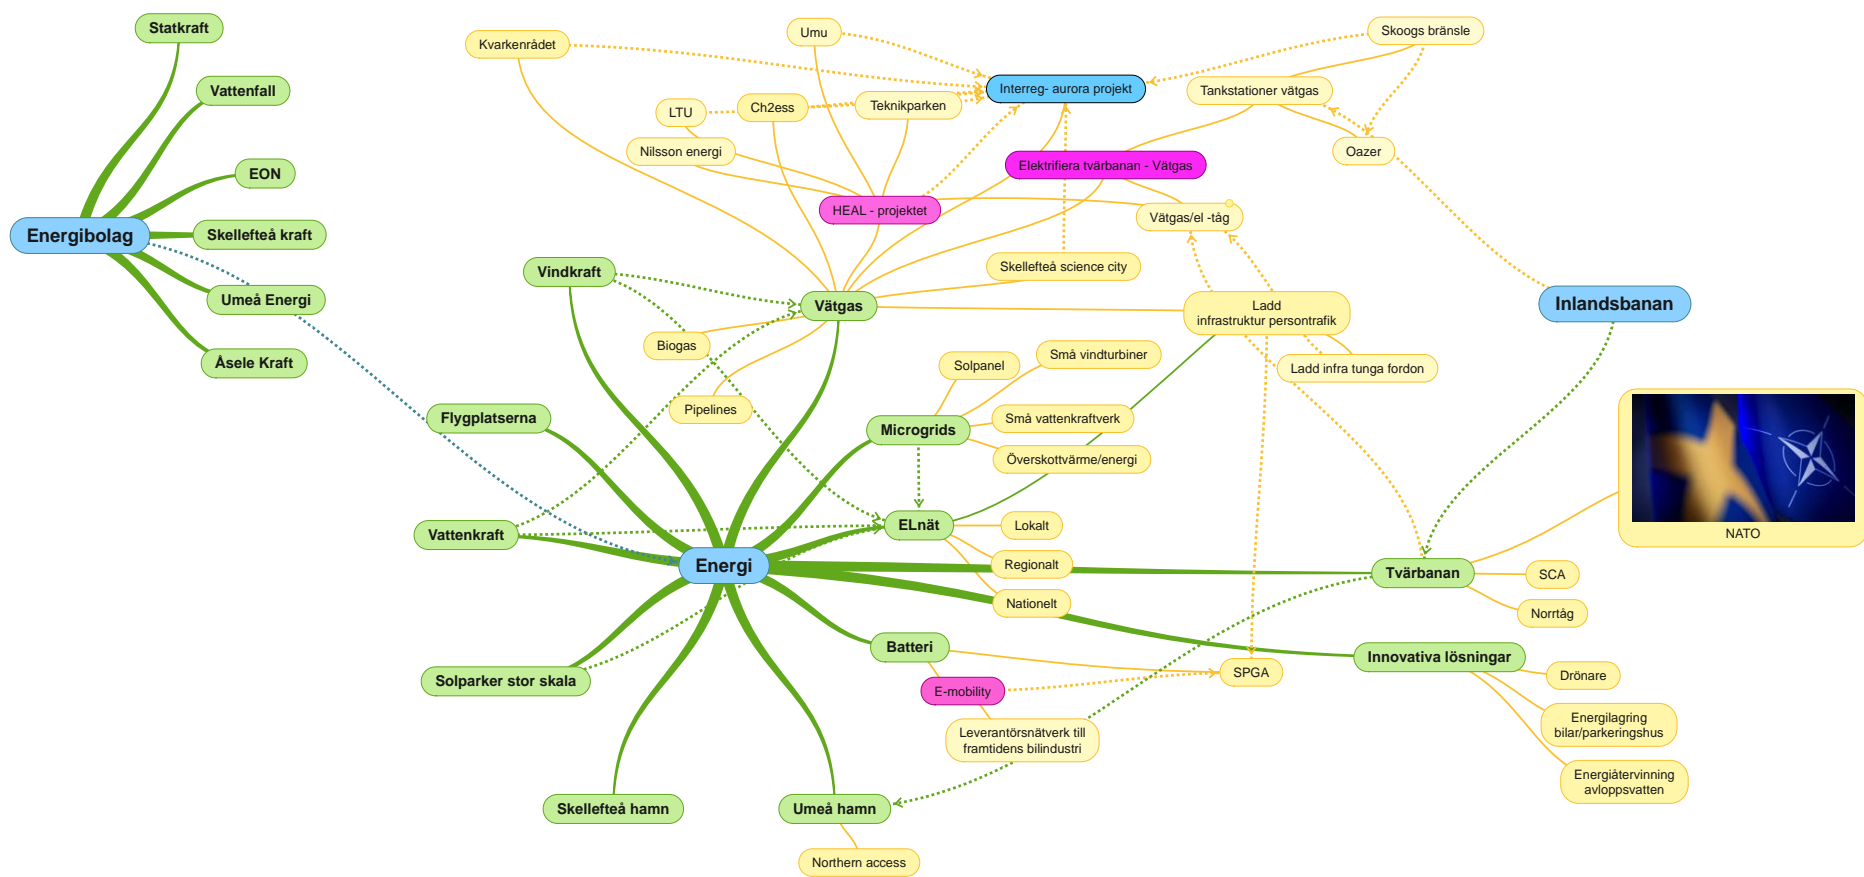 Statkraft
Vattenfall
EON
Energibolag
Skellefteå kraft
Umeå Energi
Åsele Kraft
Kvarkenrådet
Umu
Skoogs bränsle
Interreg- aurora projekt
Tankstationer vätgas
LTU
Ch2ess
Teknikparken
Nilsson energi
Oazer
Elektrifiera tvärbanan - Vätgas
HEAL - projektet
Vätgas/el -tåg
Vindkraft
Skellefteå science city
Vätgas
Ladd
infrastruktur persontrafik
Inlandsbanan
Biogas
Solpanel
Små vindturbiner
Ladd infra tunga fordon
Pipelines
Flygplatserna
Microgrids
Små vattenkraftverk
Överskottvärme/energi
Vattenkraft
ELnät
Lokalt
NATO
Energi
Regionalt
Tvärbanan
SCA
Nationelt
Norrtåg
Batteri
Innovativa lösningar
Solparker stor skala
E-mobility
SPGA
Drönare
Leverantörsnätverk till
framtidens bilindustri
Energilagring
bilar/parkeringshus
Energiåtervinning
avloppsvatten
Skellefteå hamn
Umeå hamn
Northern access